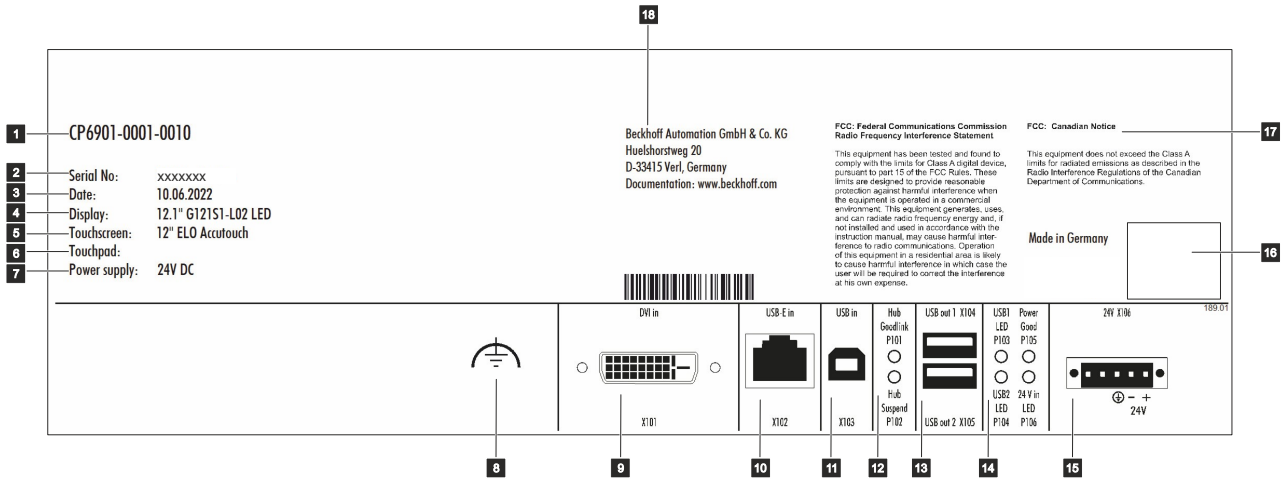 18
1
CP6901-0001-0010
2
Serial No: xxxxxxx
3
Date: 10.06.2022
4
Display: 12.1" G121S1-L02 LED
5
Touchscreen: 12" ELO Accutouch
6
Touchpad:
7
Power supply: 24V DC
Beckhoff Automation GmbH & Co. KG
Huelshorstweg 20
D-33415 Verl, Germany
Documentation: www.beckhoff.com
FCC: Federal Communications Commission
Radio Frequency Interference Statement
This equipment has been tested and found to
comply with the limits for Class A digital device,
pursuant to part 15 of the FCC Rules. These
limits are designed to provide reasonable
protection against harmful interference when
the equipment is operated in a commercial
environment. This equipment generates, uses,
and can radiate radio frequency energy and, if
not installed and used in accordance with the
instruction manual, may cause harmful inter-
ference to radio communications. Operation
of this equipment in a residential area is likely
to cause harmful interference in which case the
user will be required to correct the interference
at his own expense.
FCC: Canadian Notice
17
This equipment does not exceed the Class A
limits for radiated emissions as described in the
Radio Interference Regulations of the Canadian
Department of Communications.
Made in Germany
16
189.01
DVI in
X101
USB-E in
X102
USB in
X103
Hub
Goodlink
P101
Hub
Suspend
P102
USB out 1 X104
USB out 2 X105
USB1
LED
P103
USB2
LED
P104
Power
Good
P105
24 V in
LED
P106
24V X106
- +
24V
8
9
10
11
12
13
14
15